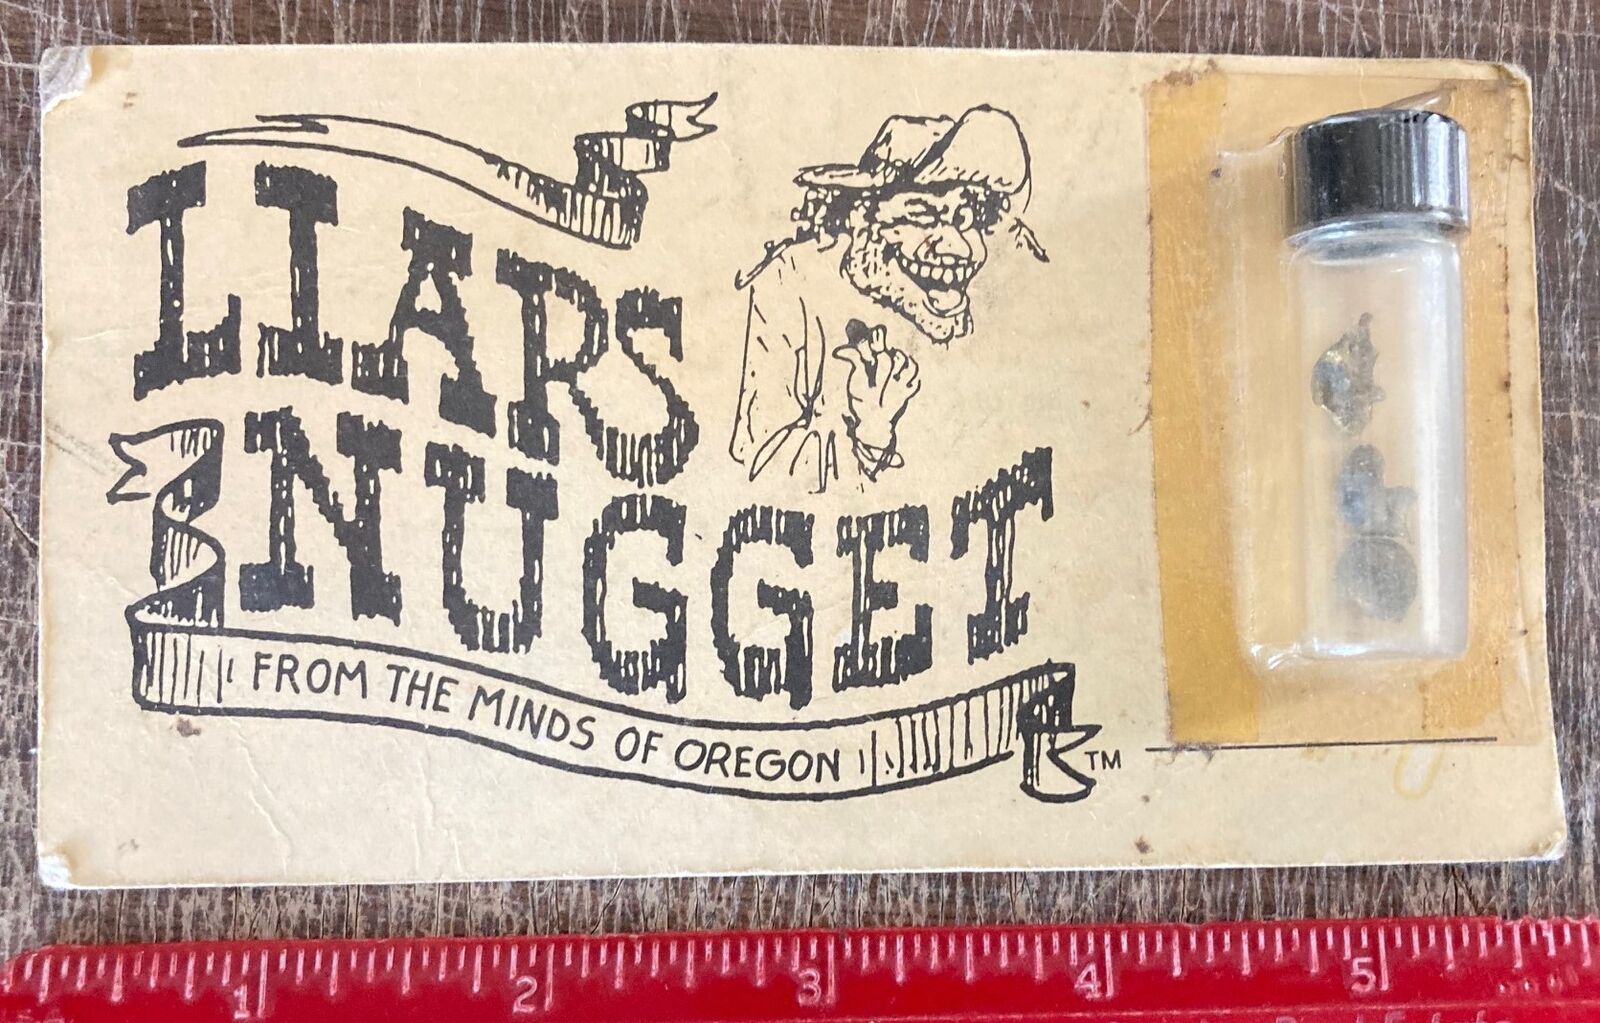 LIARS
NUGGET
FROM THE MINDS OF OREGON
TM
1 2 3 4 5